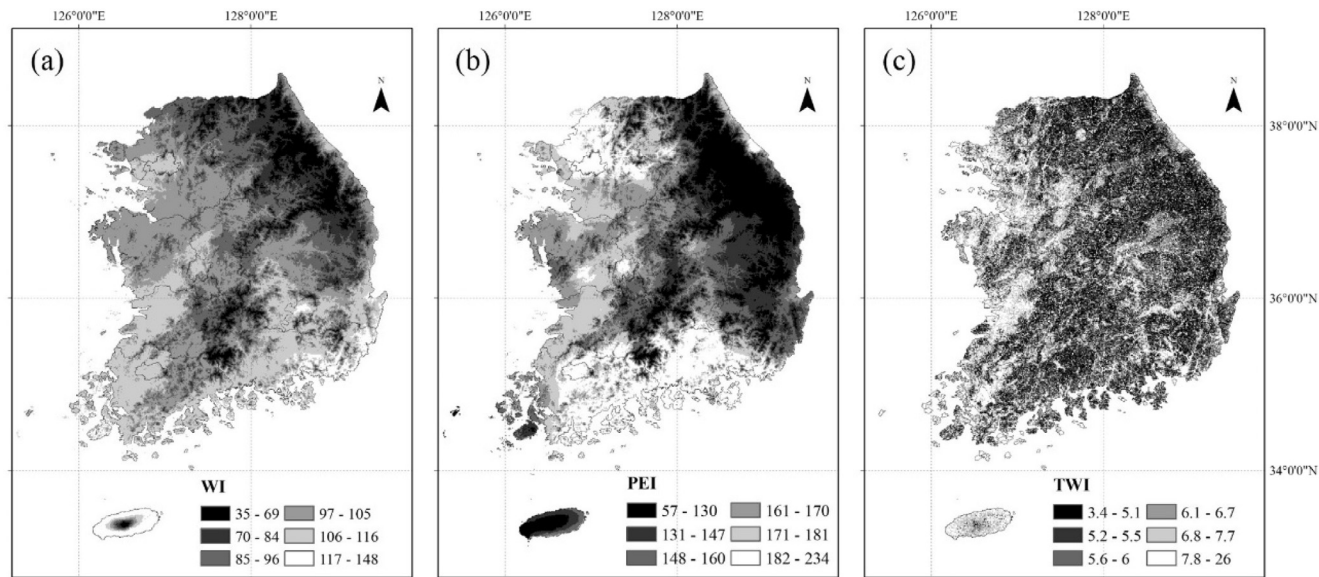 126°0'0"E 128°0'0"E 126°0'0"E 128°0'0"E 126°0'0"E 128°0'0"E
(a) N (b) N (c) N
38°0'0"N
36°0'0"N
34°0'0"N
WI
35 - 69 97 - 105
70 - 84 106 - 116
85 - 96 117 - 148
PEI
57 - 130 161 - 170
131 - 147 171 - 181
148 - 160 182 - 234
TWI
3.4 - 5.1 6.1 - 6.7
5.2 - 5.5 6.8 - 7.7
5.6 - 6 7.8 - 26